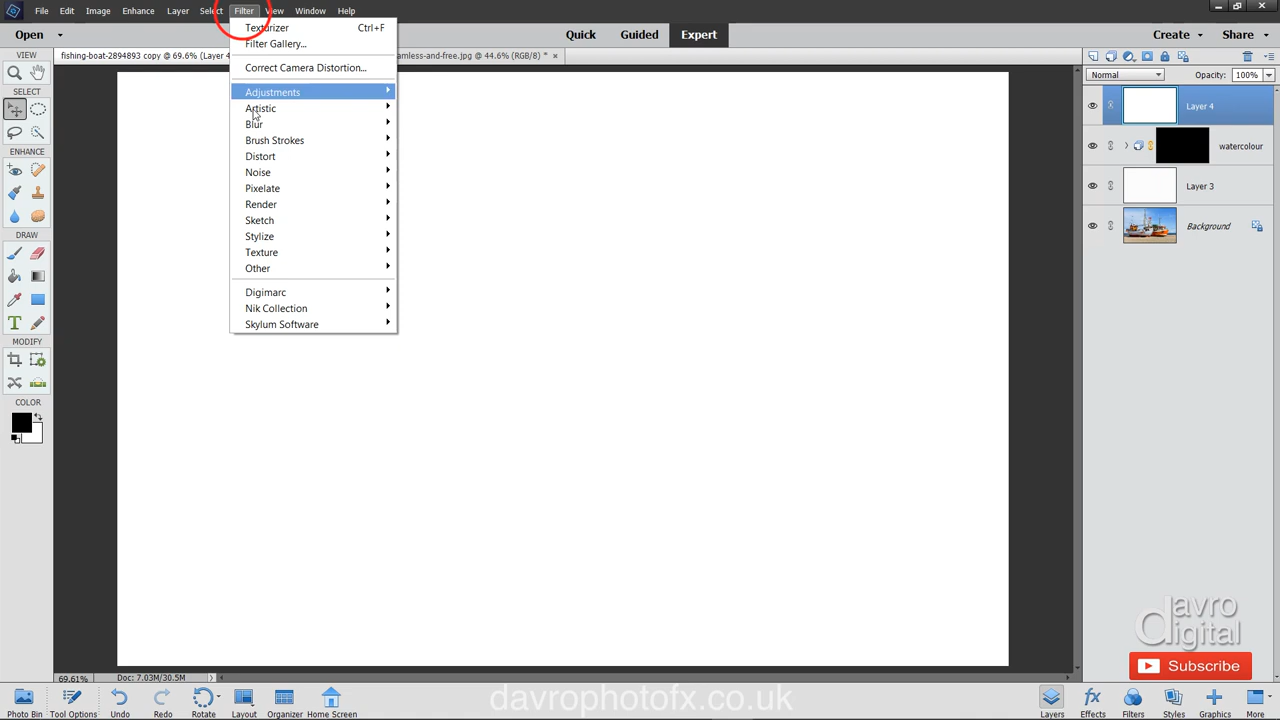 File Edit Image Enhance Layer Select Filter View Window Help
Open
Quick Guided Expert
Create Share
fishing-boat-2894893 copy @ 69.6% (Layer 4
amless-and-free.jpg @ 44.6% (RGB/8) * ×
Texturizer Ctrl+F
Filter Gallery...
Correct Camera Distortion...
Adjustments
Artistic
Blur
Brush Strokes
Distort
Noise
Pixelate
Render
Sketch
Stylize
Texture
Other
Digimarc
Nik Collection
Skylum Software
VIEW
SELECT
ENHANCE
DRAW
T
MODIFY
COLOR
Normal Opacity: 100%
Layer 4
watercolour
Layer 3
Background
davro
digital
Subscribe
69.61% Doc: 7.03M/30.5M
Photo Bin Tool Options Undo Redo Rotate Layout Organizer Home Screen
davrophotofx.co.uk
fx
Layers Effects Filters Styles Graphics More